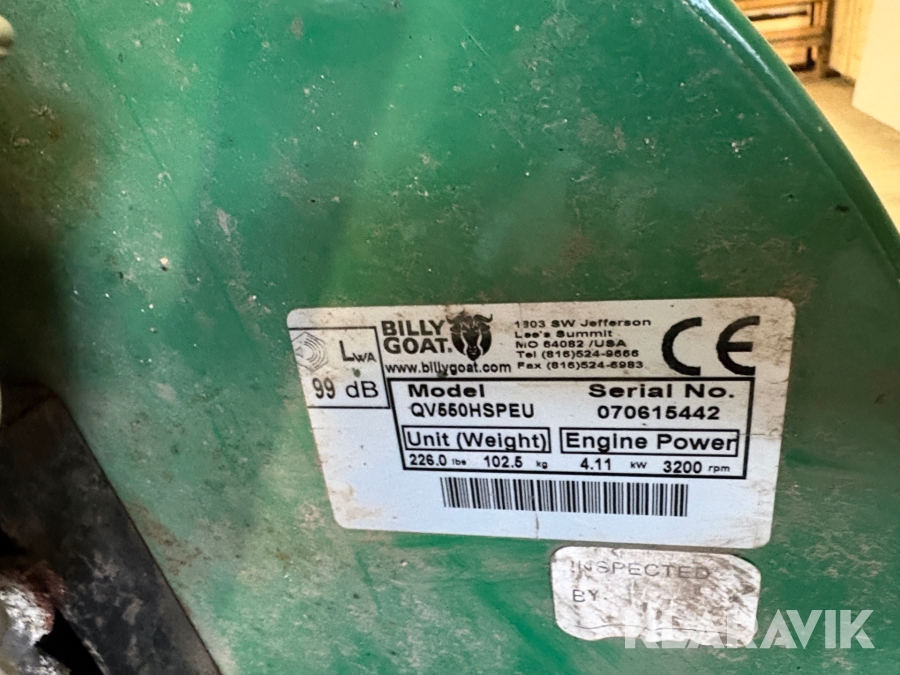 LWA
99 dB
BILLY
GOAT.
www.billygoat.com
1803 SW Jefferson
Lee's Summit
MO 64082 /USA
Tel (816)524-9666
Fax (816)524-6983
CE
Model
Serial No.
QV550HSPEU
070615442
Unit (Weight)
Engine Power
226.0 lbs 102.5 kg
4.11 kW 3200 rpm
INSPECTED
BY-
KLARAVIK